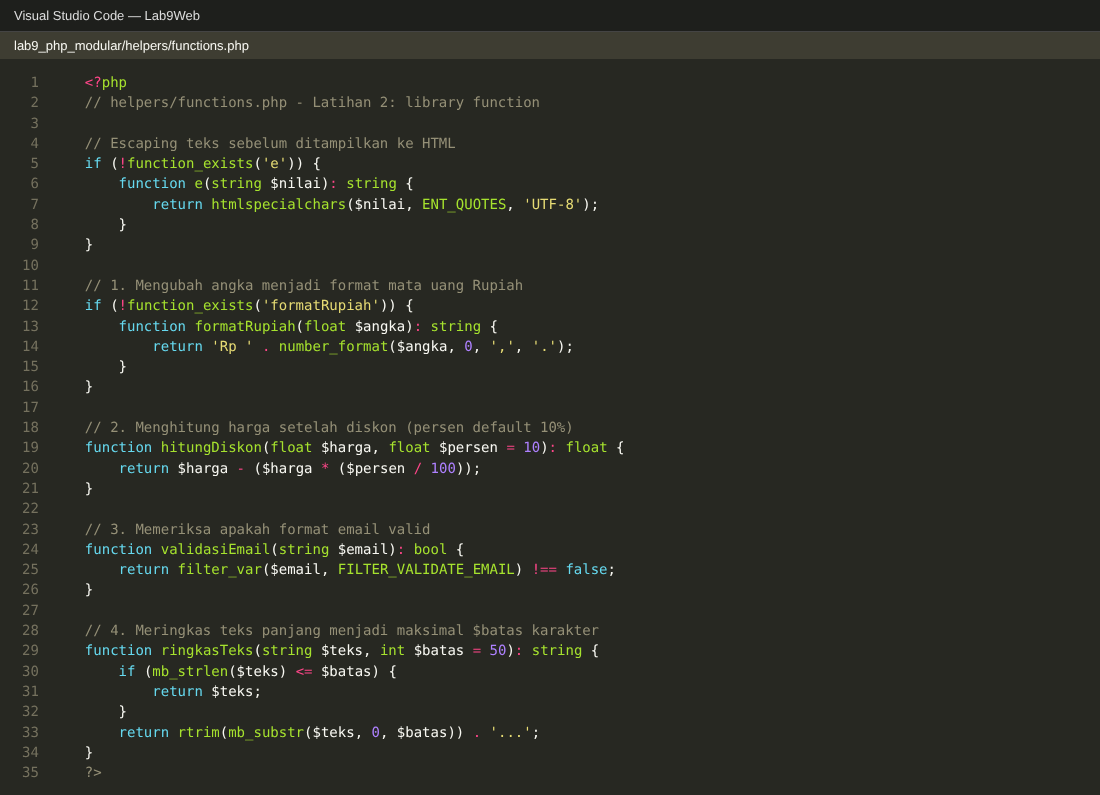 Visual Studio Code — Lab9Web
lab9_php_modular/helpers/functions.php
1 <?php
2 // helpers/functions.php - Latihan 2: library function
3
4 // Escaping teks sebelum ditampilkan ke HTML
5 if (!function_exists('e')) {
6     function e(string $nilai): string {
7         return htmlspecialchars($nilai, ENT_QUOTES, 'UTF-8');
8     }
9 }
10
11 // 1. Mengubah angka menjadi format mata uang Rupiah
12 if (!function_exists('formatRupiah')) {
13     function formatRupiah(float $angka): string {
14         return 'Rp ' . number_format($angka, 0, ',', '.');
15     }
16 }
17
18 // 2. Menghitung harga setelah diskon (persen default 10%)
19 function hitungDiskon(float $harga, float $persen = 10): float {
20     return $harga - ($harga * ($persen / 100));
21 }
22
23 // 3. Memeriksa apakah format email valid
24 function validasiEmail(string $email): bool {
25     return filter_var($email, FILTER_VALIDATE_EMAIL) !== false;
26 }
27
28 // 4. Meringkas teks panjang menjadi maksimal $batas karakter
29 function ringkasTeks(string $teks, int $batas = 50): string {
30     if (mb_strlen($teks) <= $batas) {
31         return $teks;
32     }
33     return rtrim(mb_substr($teks, 0, $batas)) . '...';
34 }
35 ?>